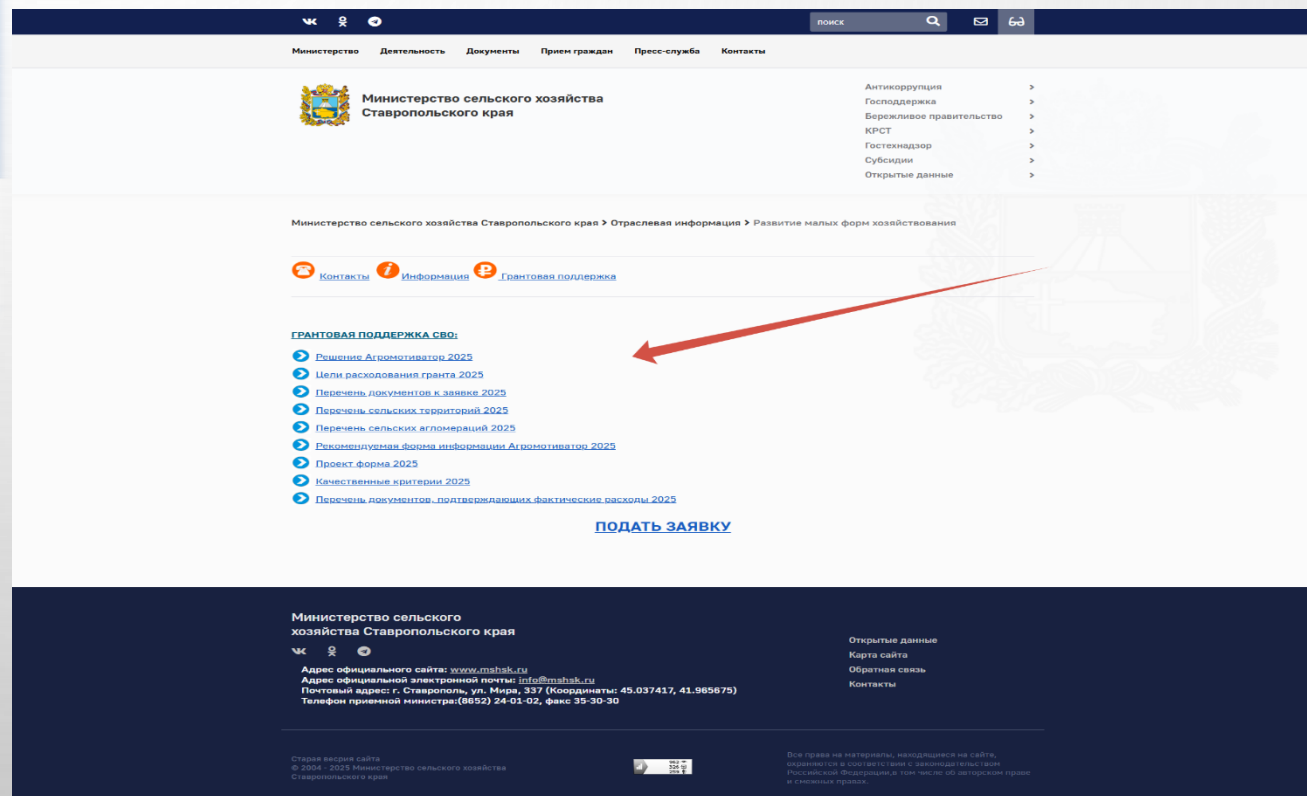 поиск
Министерство Деятельность Документы Прием граждан Пресс-служба Контакты
Министерство сельского хозяйства
Ставропольского края
Антикоррупция
Господдержка
Бережливое правительство
КРСТ
Гостехнадзор
Субсидии
Открытые данные
Министерство сельского хозяйства Ставропольского края > Отраслевая информация > Развитие малых форм хозяйствования
Контакты Информация Грантовая поддержка
ГРАНТОВАЯ ПОДДЕРЖКА СВО:
Решение Агромотиватор 2025
Цели расходования гранта 2025
Перечень документов к заявке 2025
Перечень сельских территорий 2025
Перечень сельских агломераций 2025
Рекомендуемая форма информации Агромотиватор 2025
Проект форма 2025
Качественные критерии 2025
Перечень документов, подтверждающих фактические расходы 2025
ПОДАТЬ ЗАЯВКУ
Министерство сельского
хозяйства Ставропольского края
Адрес официального сайта: www.mshsk.ru
Адрес официальной электронной почты: info@mshsk.ru
Почтовый адрес: г. Ставрополь, ул. Мира, 337 (Координаты: 45.037417, 41.965675)
Телефон приемной министра:(8652) 24-01-02, факс 35-30-30
Открытые данные
Карта сайта
Обратная связь
Контакты
Старая версия сайта
© 2004 - 2025 Министерство сельского хозяйства
Ставропольского края
Все права на материалы, находящиеся на сайте,
охраняются в соответствии с законодательством
Российской Федерации,в том числе об авторском праве
и смежных правах.